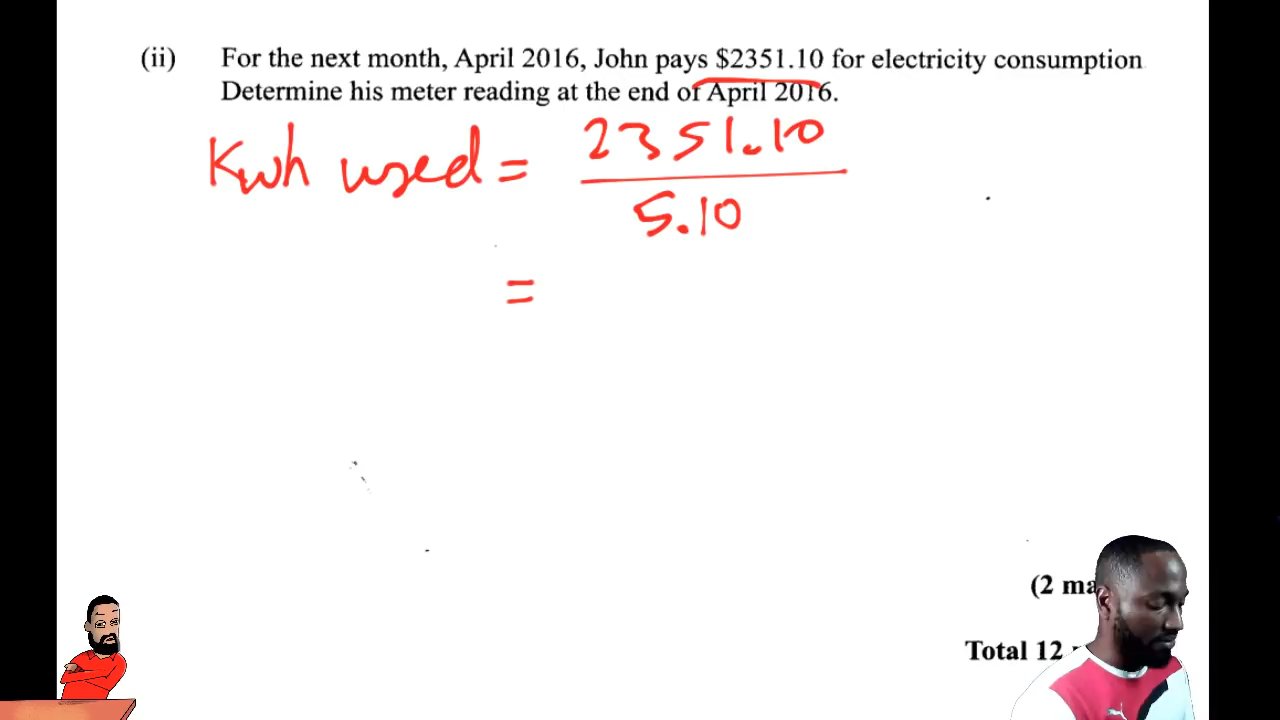 (ii) For the next month, April 2016, John pays $2351.10 for electricity consumption
Determine his meter reading at the end of April 2016.
Kwh used = 2351.10
5.10
=
(2
Total 12